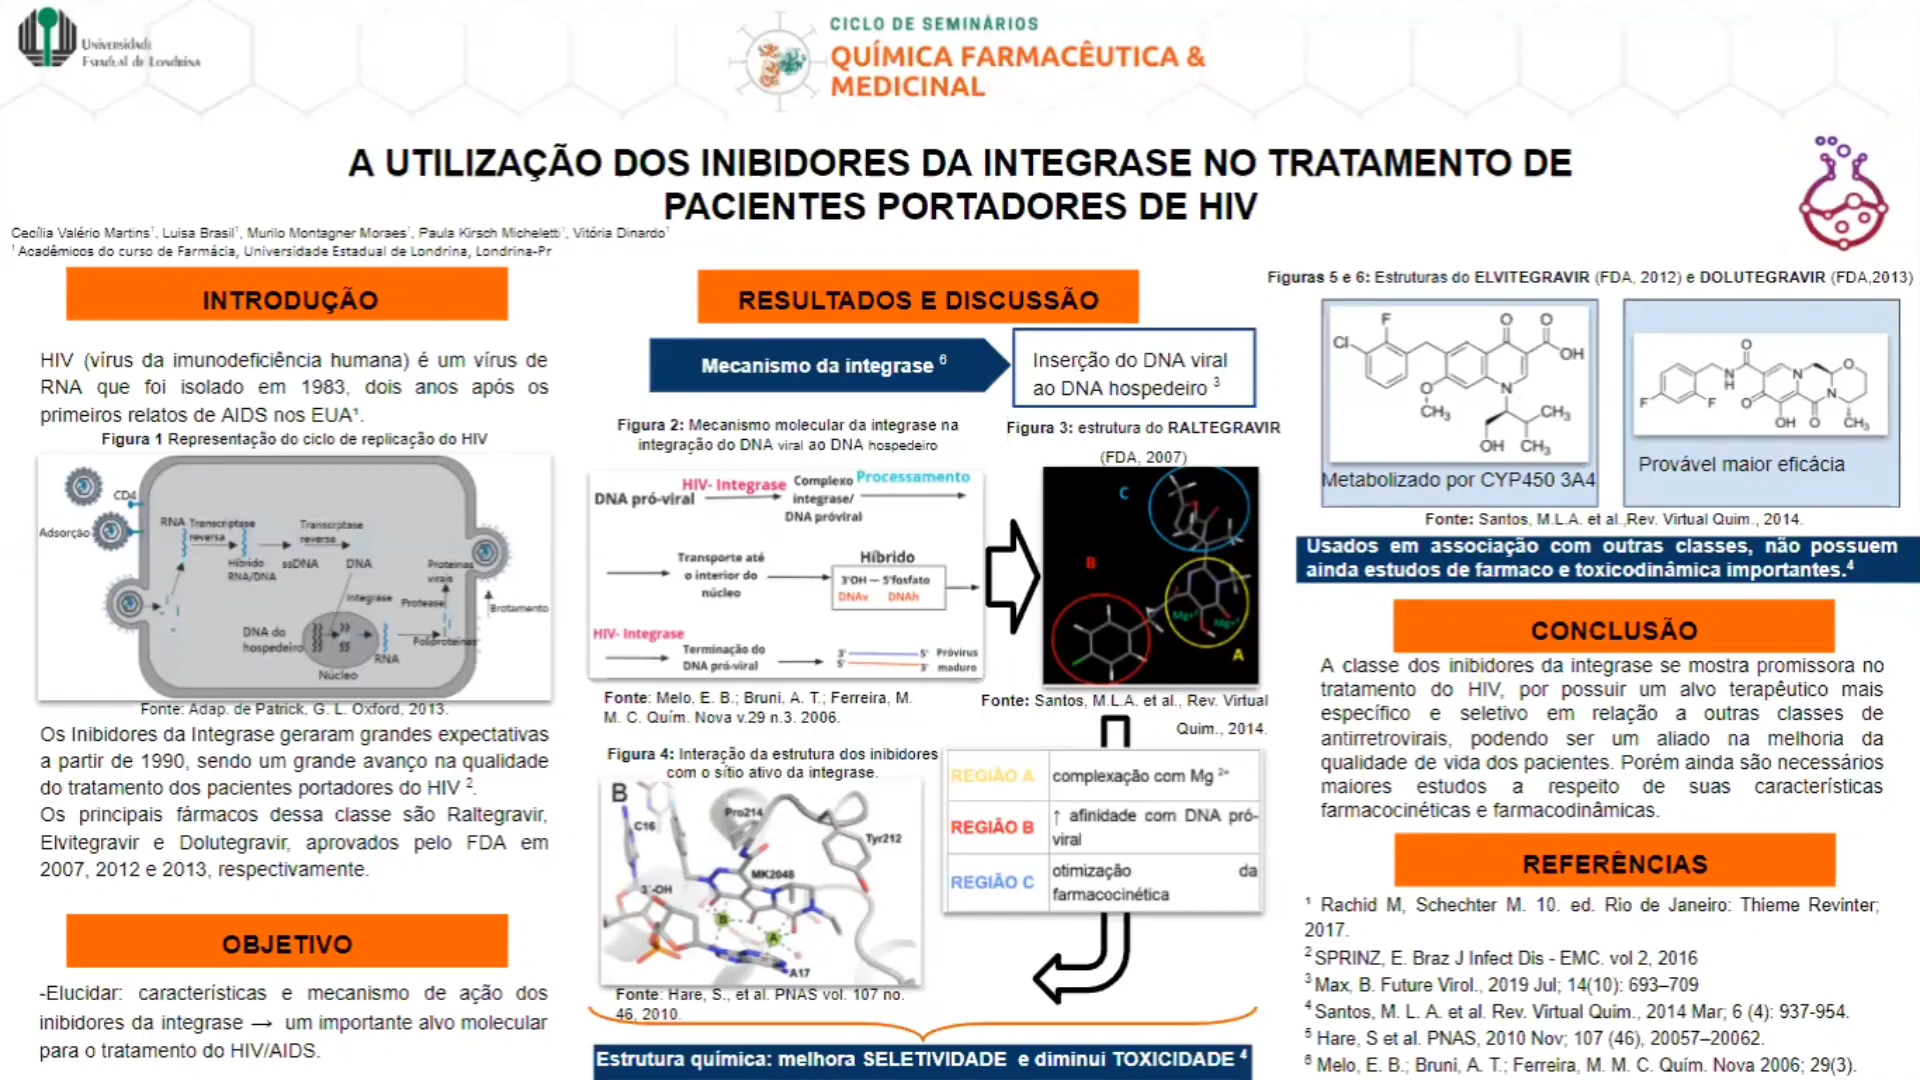 Universidade
Estadual de Londrina
CICLO DE SEMINÁRIOS
QUÍMICA FARMACÊUTICA &
MEDICINAL
A UTILIZAÇÃO DOS INIBIDORES DA INTEGRASE NO TRATAMENTO DE
PACIENTES PORTADORES DE HIV
Cecília Valério Martins¹, Luisa Brasil¹, Murilo Montagner Moraes¹, Paula Kirsch Micheletti¹, Vitória Dinardo¹
¹ Acadêmicos do curso de Farmácia, Universidade Estadual de Londrina, Londrina-Pr
INTRODUÇÃO
HIV (vírus da imunodeficiência humana) é um vírus de
RNA que foi isolado em 1983, dois anos após os
primeiros relatos de AIDS nos EUA¹.
Figura 1 Representação do ciclo de replicação do HIV
CD4
Adsorção
RNA
Transcriptase
reversa
Híbrido
RNA/DNA
ssDNA
Transcrptase
reversa
DNA
Proteínas
virais
Integrase
Protease
Brotamento
DNA do
hospedeiro
Poliproteínas
RNA
Núcleo
Fonte: Adap. de Patrick, G. L. Oxford, 2013.
Os Inibidores da Integrase geraram grandes expectativas
a partir de 1990, sendo um grande avanço na qualidade
do tratamento dos pacientes portadores do HIV ².
Os principais fármacos dessa classe são Raltegravir,
Elvitegravir e Dolutegravir, aprovados pelo FDA em
2007, 2012 e 2013, respectivamente.
OBJETIVO
-Elucidar: características e mecanismo de ação dos
inibidores da integrase → um importante alvo molecular
para o tratamento do HIV/AIDS.
RESULTADOS E DISCUSSÃO
Mecanismo da integrase ⁶
Inserção do DNA viral
ao DNA hospedeiro ³
Figura 2: Mecanismo molecular da integrase na
integração do DNA viral ao DNA hospedeiro
DNA pró-viral
HIV- Integrase
Complexo
integrase/
DNA próviral
Processamento
Transporte até
o interior do
núcleo
Híbrido
3'OH — 5'fosfato
DNAv DNAh
HIV- Integrase
Terminação do
DNA pró-viral
3' 5' Próvirus
5' 3' maduro
Fonte: Melo, E. B.; Bruni, A. T.; Ferreira, M.
M. C. Quím. Nova v.29 n.3. 2006.
Figura 3: estrutura do RALTEGRAVIR
(FDA, 2007)
C
B
Mg⁺² Mg⁺²
A
Fonte: Santos, M.L.A. et al., Rev. Virtual
Quim., 2014.
Figura 4: Interação da estrutura dos inibidores
com o sítio ativo da integrase.
B
C16
Pro214
Tyr212
MK2048
3´-OH
B
A
A17
Fonte: Hare, S., et al. PNAS vol. 107 no.
46, 2010.
REGIÃO A complexação com Mg ²⁺
REGIÃO B ↑ afinidade com DNA pró-
viral
REGIÃO C otimização da
farmacocinética
Estrutura química: melhora SELETIVIDADE e diminui TOXICIDADE ⁴
Figuras 5 e 6: Estruturas do ELVITEGRAVIR (FDA, 2012) e DOLUTEGRAVIR (FDA,2013)
F
Cl
O
O
OH
O
CH₃
N
CH₃
HO
OH CH₃
Metabolizado por CYP450 3A4
O
O
N
H
N
N
F
F
O
OH O
CH₃
Provável maior eficácia
Fonte: Santos, M.L.A. et al.,Rev. Virtual Quim., 2014.
Usados em associação com outras classes, não possuem
ainda estudos de farmaco e toxicodinâmica importantes.⁴
CONCLUSÃO
A classe dos inibidores da integrase se mostra promissora no
tratamento do HIV, por possuir um alvo terapêutico mais
específico e seletivo em relação a outras classes de
antirretrovirais, podendo ser um aliado na melhoria da
qualidade de vida dos pacientes. Porém ainda são necessários
maiores estudos a respeito de suas características
farmacocinéticas e farmacodinâmicas.
REFERÊNCIAS
¹ Rachid M, Schechter M. 10. ed. Rio de Janeiro: Thieme Revinter;
2017.
² SPRINZ, E. Braz J Infect Dis - EMC. vol 2, 2016
³ Max, B. Future Virol., 2019 Jul; 14(10): 693–709
⁴ Santos, M. L. A. et al. Rev. Virtual Quim., 2014 Mar; 6 (4): 937-954.
⁵ Hare, S et al. PNAS, 2010 Nov; 107 (46), 20057–20062.
⁶ Melo, E. B.; Bruni, A. T.; Ferreira, M. M. C. Quím. Nova 2006; 29(3).